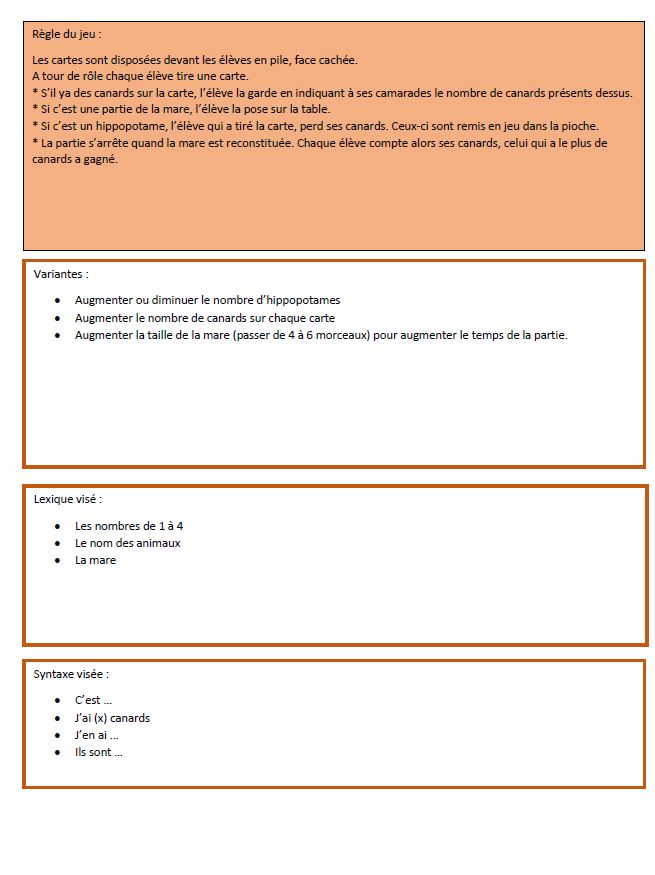 Règle du jeu :
Les cartes sont disposées devant les élèves en pile, face cachée.
A tour de rôle chaque élève tire une carte.
* S'il ya des canards sur la carte, l'élève la garde en indiquant à ses camarades le nombre de canards présents dessus.
* Si c'est une partie de la mare, l'élève la pose sur la table.
* Si c'est un hippopotame, l'élève qui a tiré la carte, perd ses canards. Ceux-ci sont remis en jeu dans la pioche.
* La partie s'arrête quand la mare est reconstituée. Chaque élève compte alors ses canards, celui qui a le plus de
canards a gagné.
Variantes :
• Augmenter ou diminuer le nombre d'hippopotames
• Augmenter le nombre de canards sur chaque carte
• Augmenter la taille de la mare (passer de 4 à 6 morceaux) pour augmenter le temps de la partie.
Lexique visé :
• Les nombres de 1 à 4
• Le nom des animaux
• La mare
Syntaxe visée :
• C'est ...
• J'ai (x) canards
• J'en ai ...
• Ils sont ...